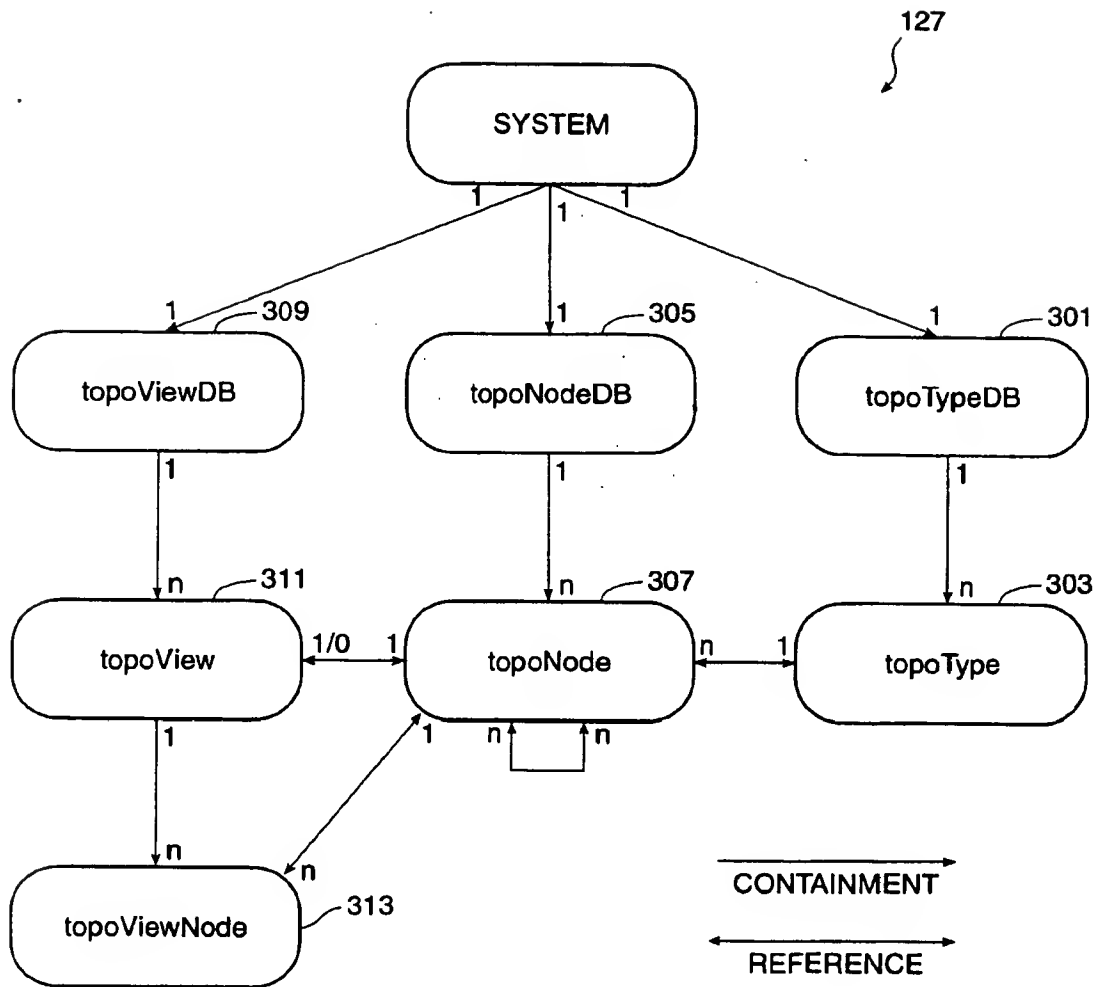 127
SYSTEM
1 1 1
1 309 1 305 1 301
topoViewDB topoNodeDB topoTypeDB
1 1 1
n 311 n 307 n 303
topoView 1/0 1 topoNode n 1 topoType
1 n n 1
n n
topoViewNode 313
CONTAINMENT
REFERENCE